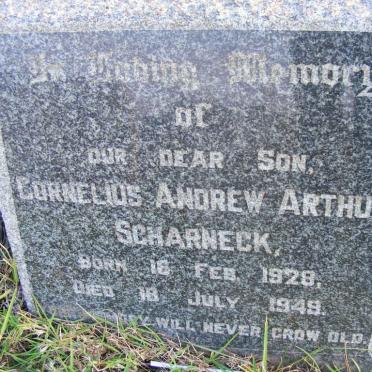 In Loving Memory
of
OUR DEAR SON,
CORNELIUS ANDREW ARTHU
SCHARNECK,
BORN 16 FEB. 1928,
DIED 18 JULY 1949.
WILL NEVER GROW OLD.